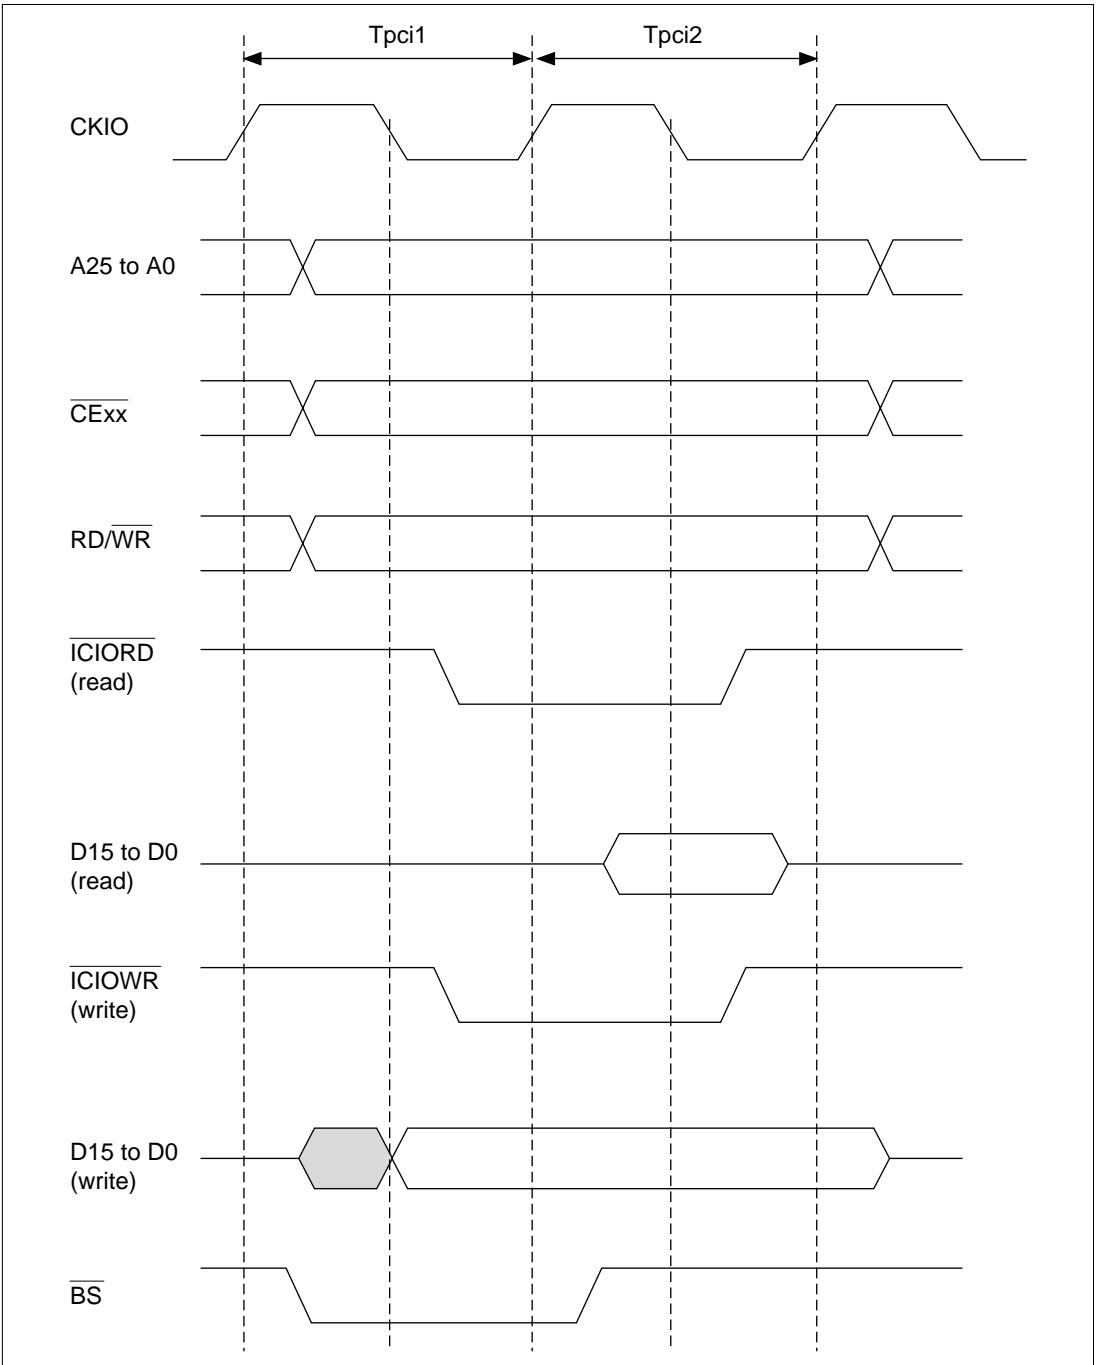 Tpci1 Tpci2
CKIO
A25 to A0
CExx
RD/WR
ICIORD
(read)
D15 to D0
(read)
ICIOWR
(write)
D15 to D0
(write)
BS